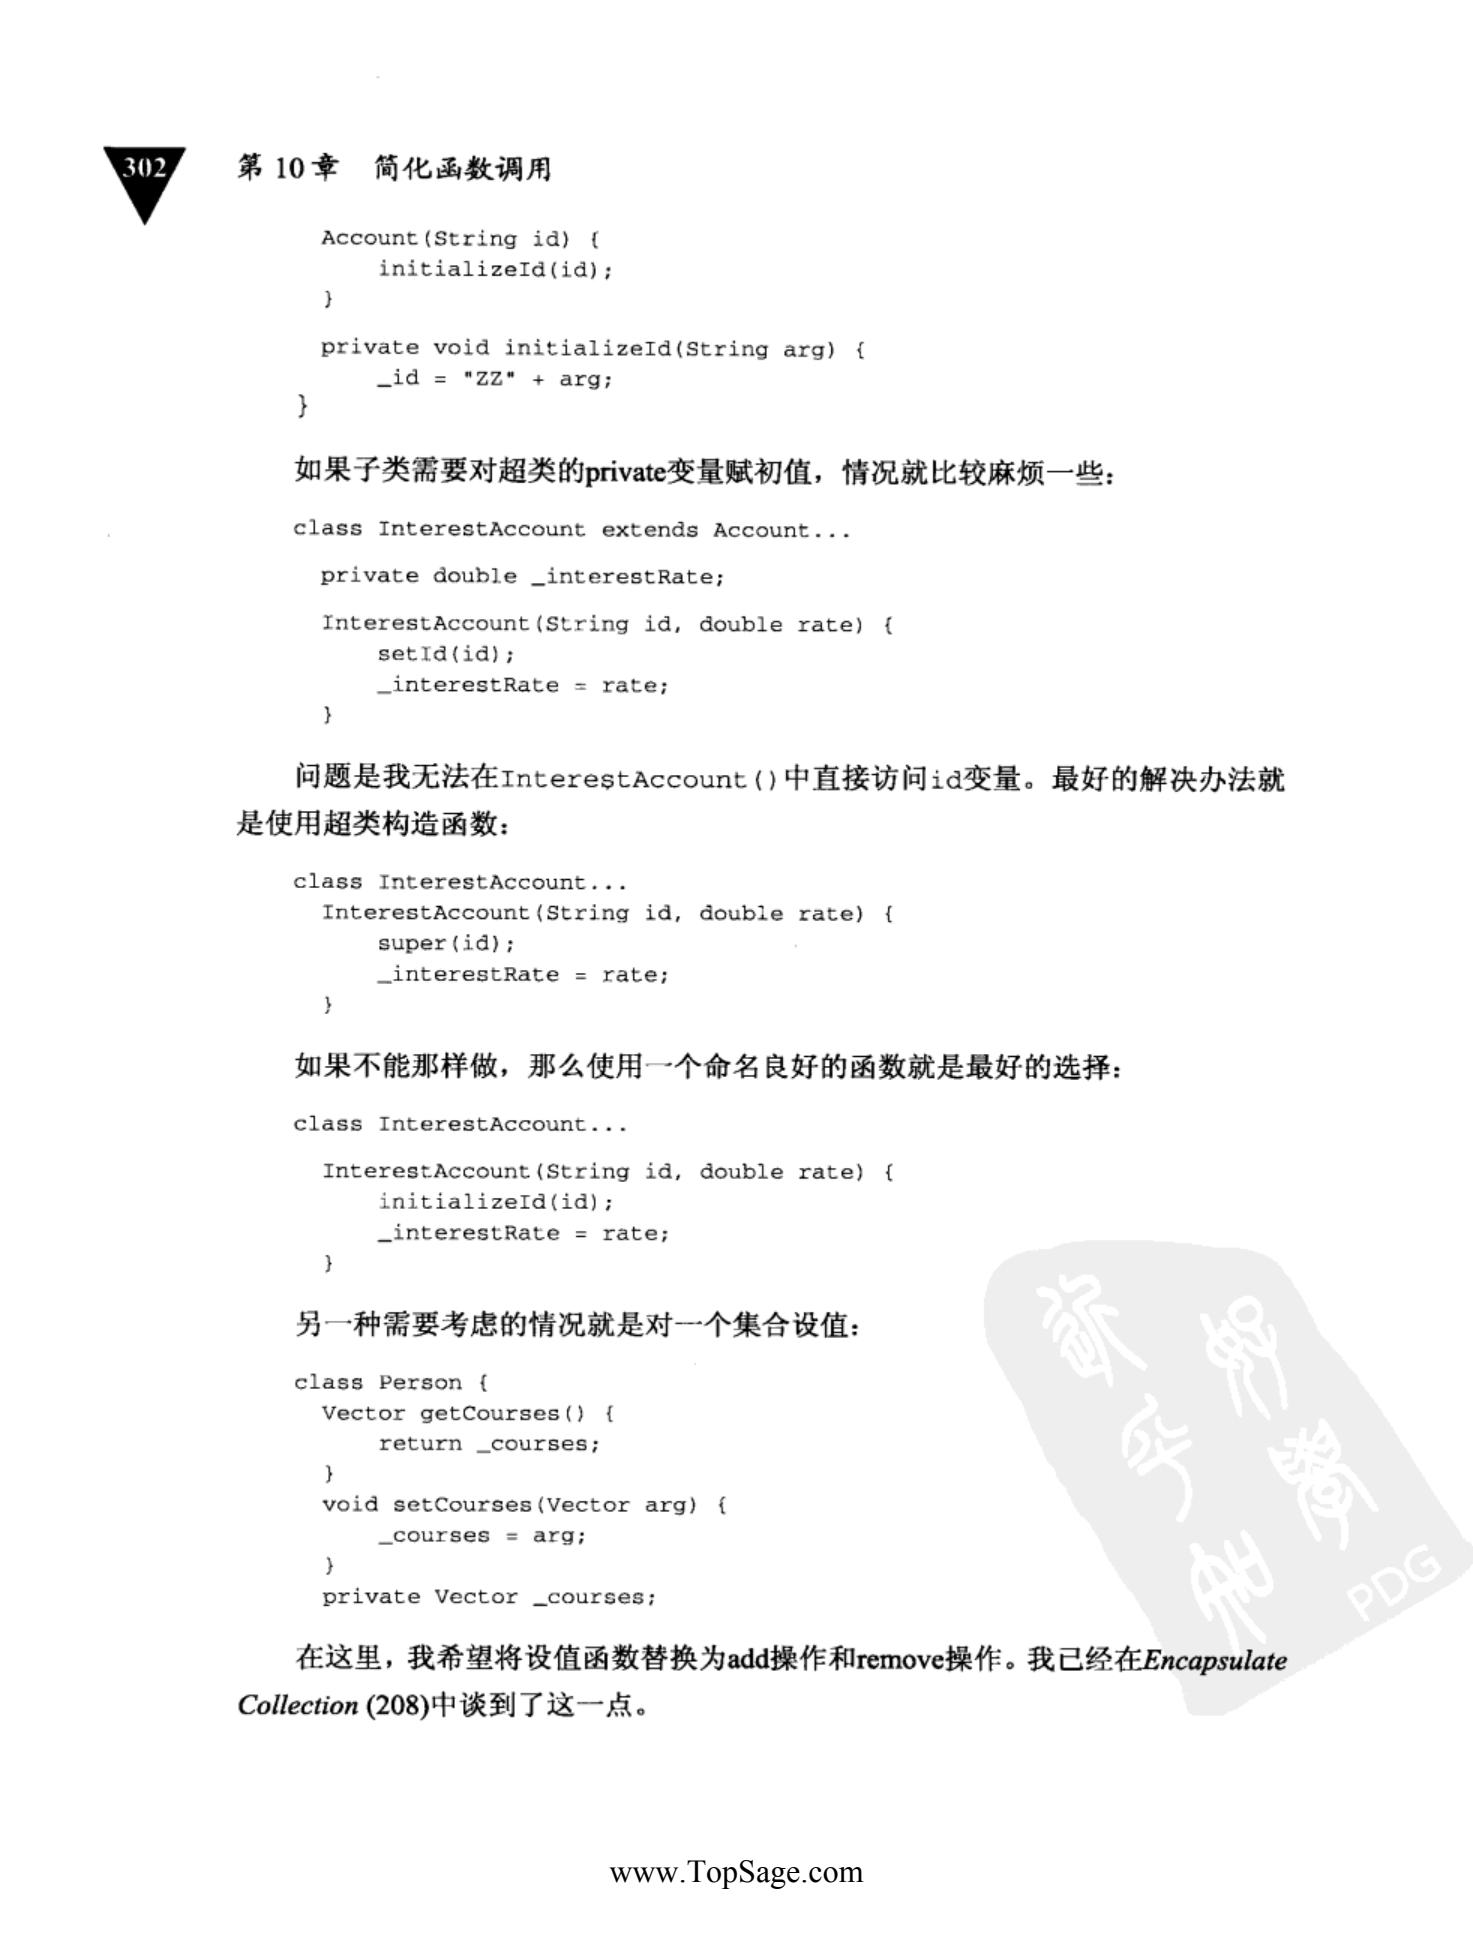 302
第 10 章 简化函数调用
Account(String id) {
initializeId(id);
}
private void initializeId(String arg) {
_id = "ZZ" + arg;
}
如果子类需要对超类的private变量赋初值，情况就比较麻烦一些：
class InterestAccount extends Account...
private double _interestRate;
InterestAccount(String id, double rate) {
setId(id);
_interestRate = rate;
}
问题是我无法在InterestAccount()中直接访问id变量。最好的解决办法就
是使用超类构造函数：
class InterestAccount...
InterestAccount(String id, double rate) {
super(id);
_interestRate = rate;
}
如果不能那样做，那么使用一个命名良好的函数就是最好的选择：
class InterestAccount...
InterestAccount(String id, double rate) {
initializeId(id);
_interestRate = rate;
}
另一种需要考虑的情况就是对一个集合设值：
class Person {
Vector getCourses() {
return _courses;
}
void setCourses(Vector arg) {
_courses = arg;
}
private Vector _courses;
在这里，我希望将设值函数替换为add操作和remove操作。我已经在Encapsulate
Collection (208)中谈到了这一点。
PDG
www.TopSage.com